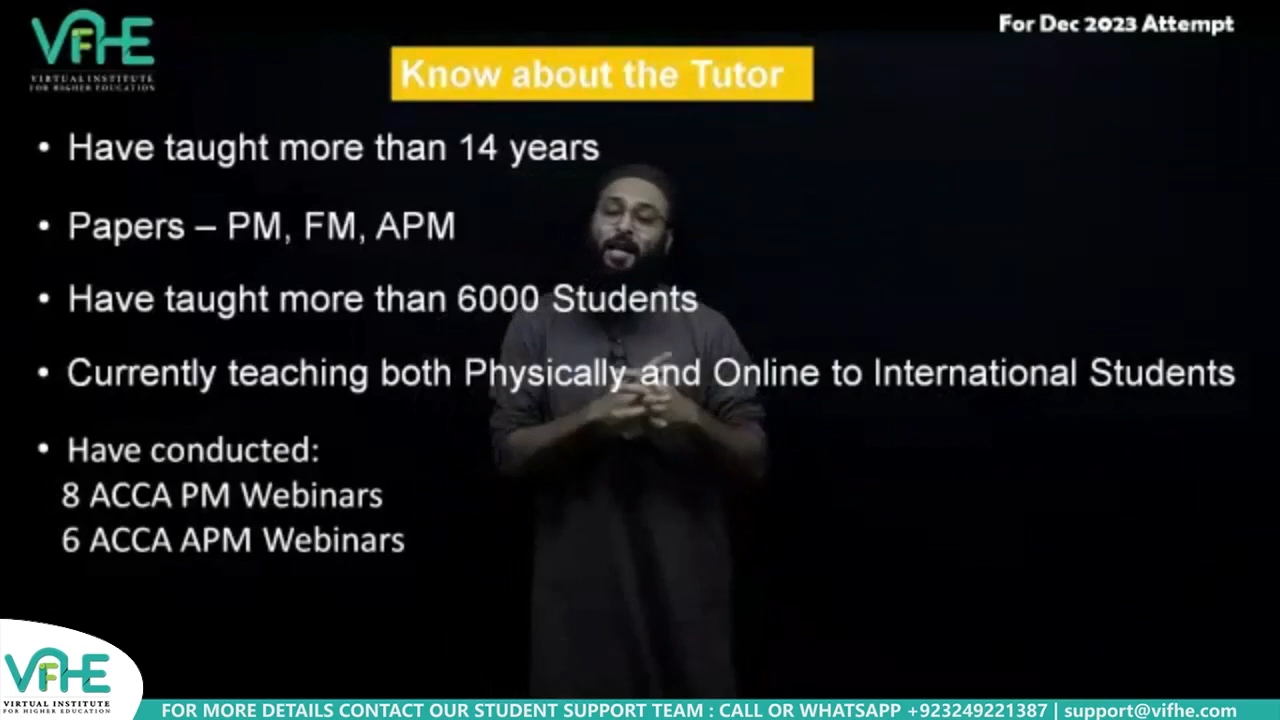 VIFHE
VIRTUAL INSTITUTE
FOR HIGHER EDUCATION
For Dec 2023 Attempt
Know about the Tutor
• Have taught more than 14 years
• Papers – PM, FM, APM
• Have taught more than 6000 Students
• Currently teaching both Physically and Online to International Students
• Have conducted:
8 ACCA PM Webinars
6 ACCA APM Webinars
VIFHE
VIRTUAL INSTITUTE
FOR HIGHER EDUCATION
FOR MORE DETAILS CONTACT OUR STUDENT SUPPORT TEAM : CALL OR WHATSAPP +923249221387 | support@vifhe.com